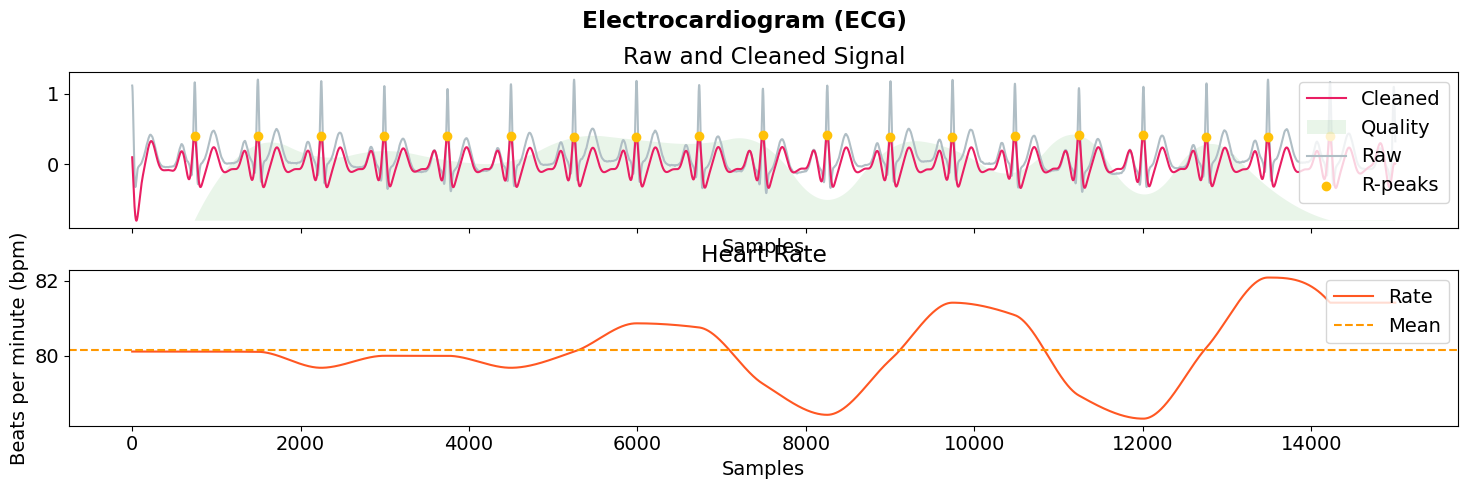 Electrocardiogram (ECG)
Raw and Cleaned Signal
1
0
Cleaned
Quality
Raw
R-peaks
Samples
Heart Rate
Beats per minute (bpm)
82
80
Rate
Mean
0 2000 4000 6000 8000 10000 12000 14000
Samples